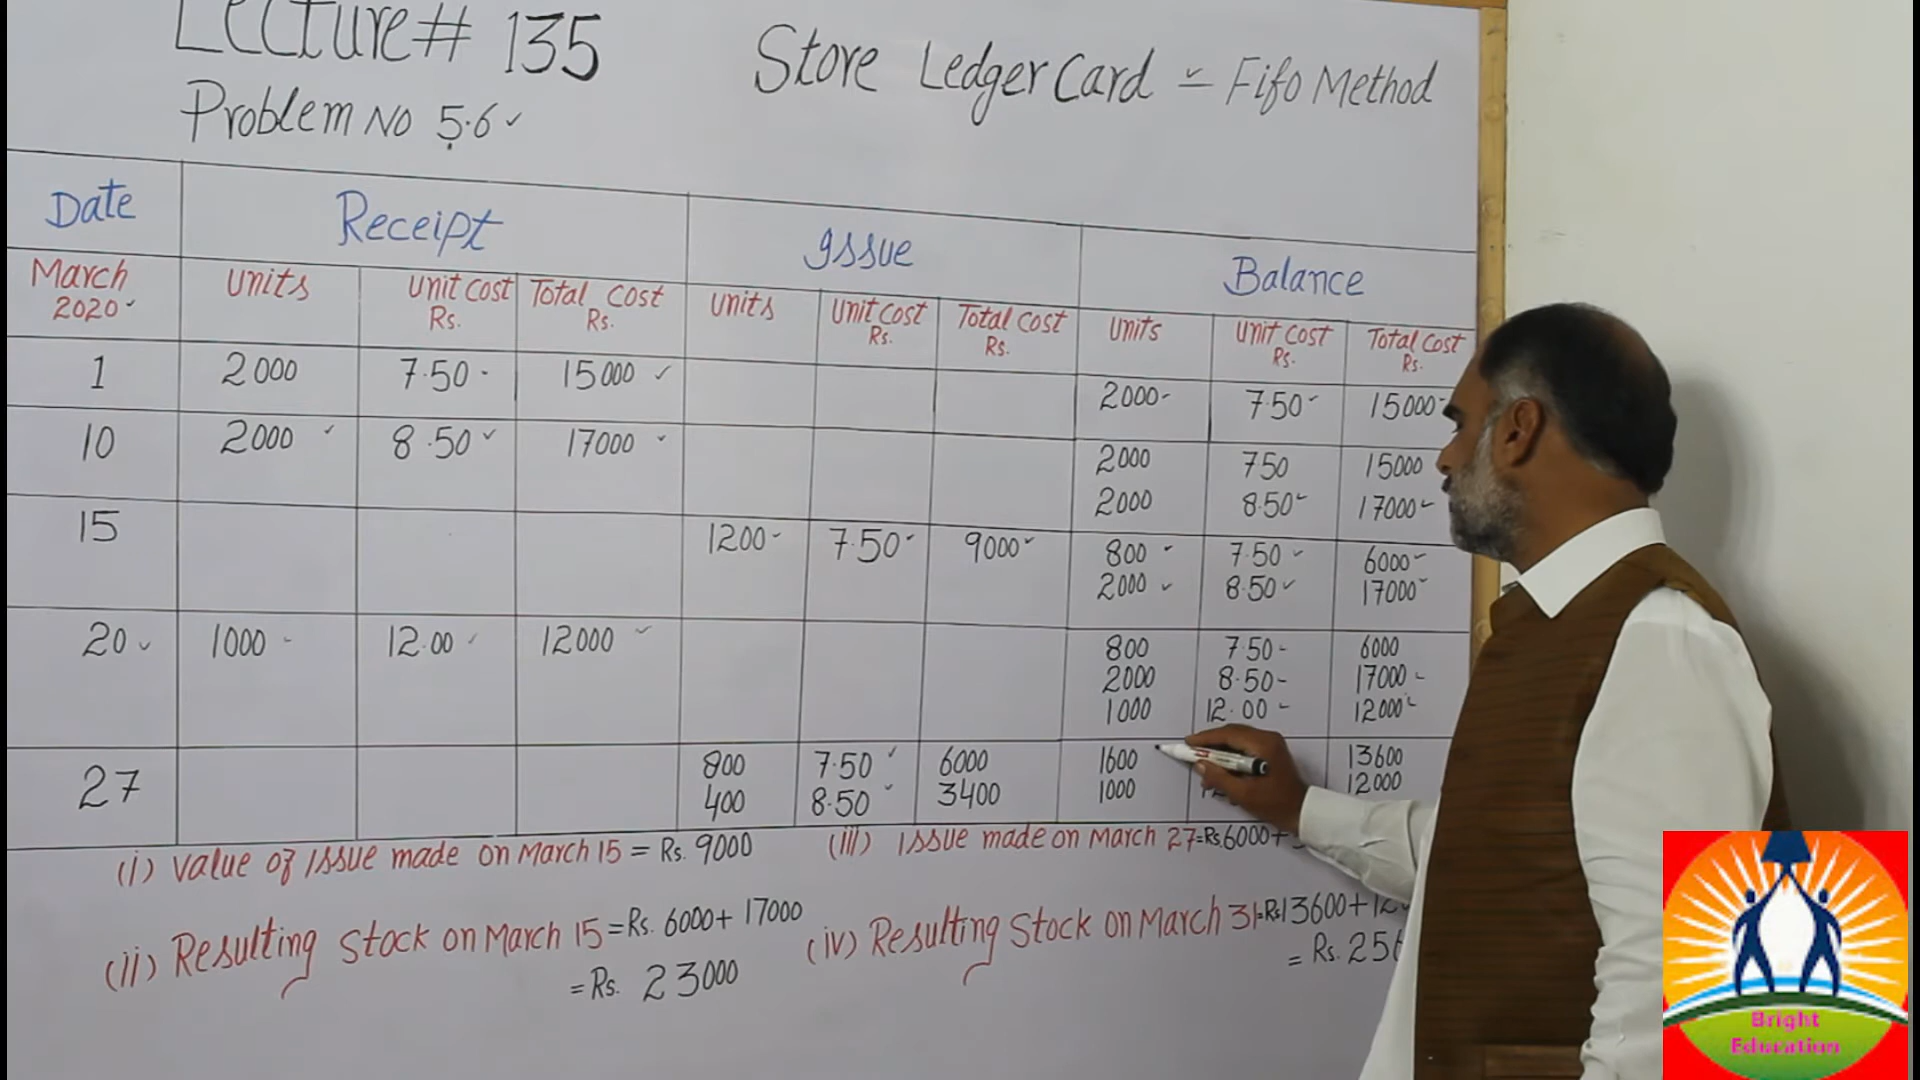 Lecture# 135
Store Ledger Card = Fifo Method
Problem No 5.6
Date Receipt Issue Balance
March 2020 Units Unit Cost Rs. Total Cost Rs. Units Unit Cost Rs. Total Cost Rs. Units Unit Cost Rs. Total Cost Rs.
1 2000 7.50 15000 2000 7.50 15000
10 2000 8.50 17000 2000 750 15000
2000 8.50 17000
15 1200 7.50 9000 800 7.50 6000
2000 8.50 17000
20 1000 12.00 12000 800 7.50 6000
2000 8.50 17000
1000 12.00 12000
27 800 7.50 6000 1600 13600
400 8.50 3400 1000 12000
(i) Value of Issue made on March 15 = Rs. 9000
(iii) Issue made on March 27 = Rs. 6000+
(ii) Resulting Stock on March 15 = Rs. 6000+ 17000
= Rs. 23000
(iv) Resulting Stock on March 31 = Rs 13600+
= Rs.
Bright
Education